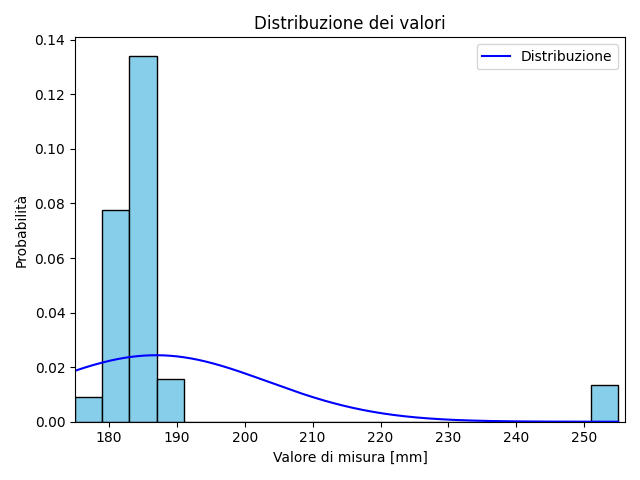 Distribuzione dei valori
Distribuzione
Probabilità
0.14
0.12
0.10
0.08
0.06
0.04
0.02
0.00
180 190 200 210 220 230 240 250
Valore di misura [mm]